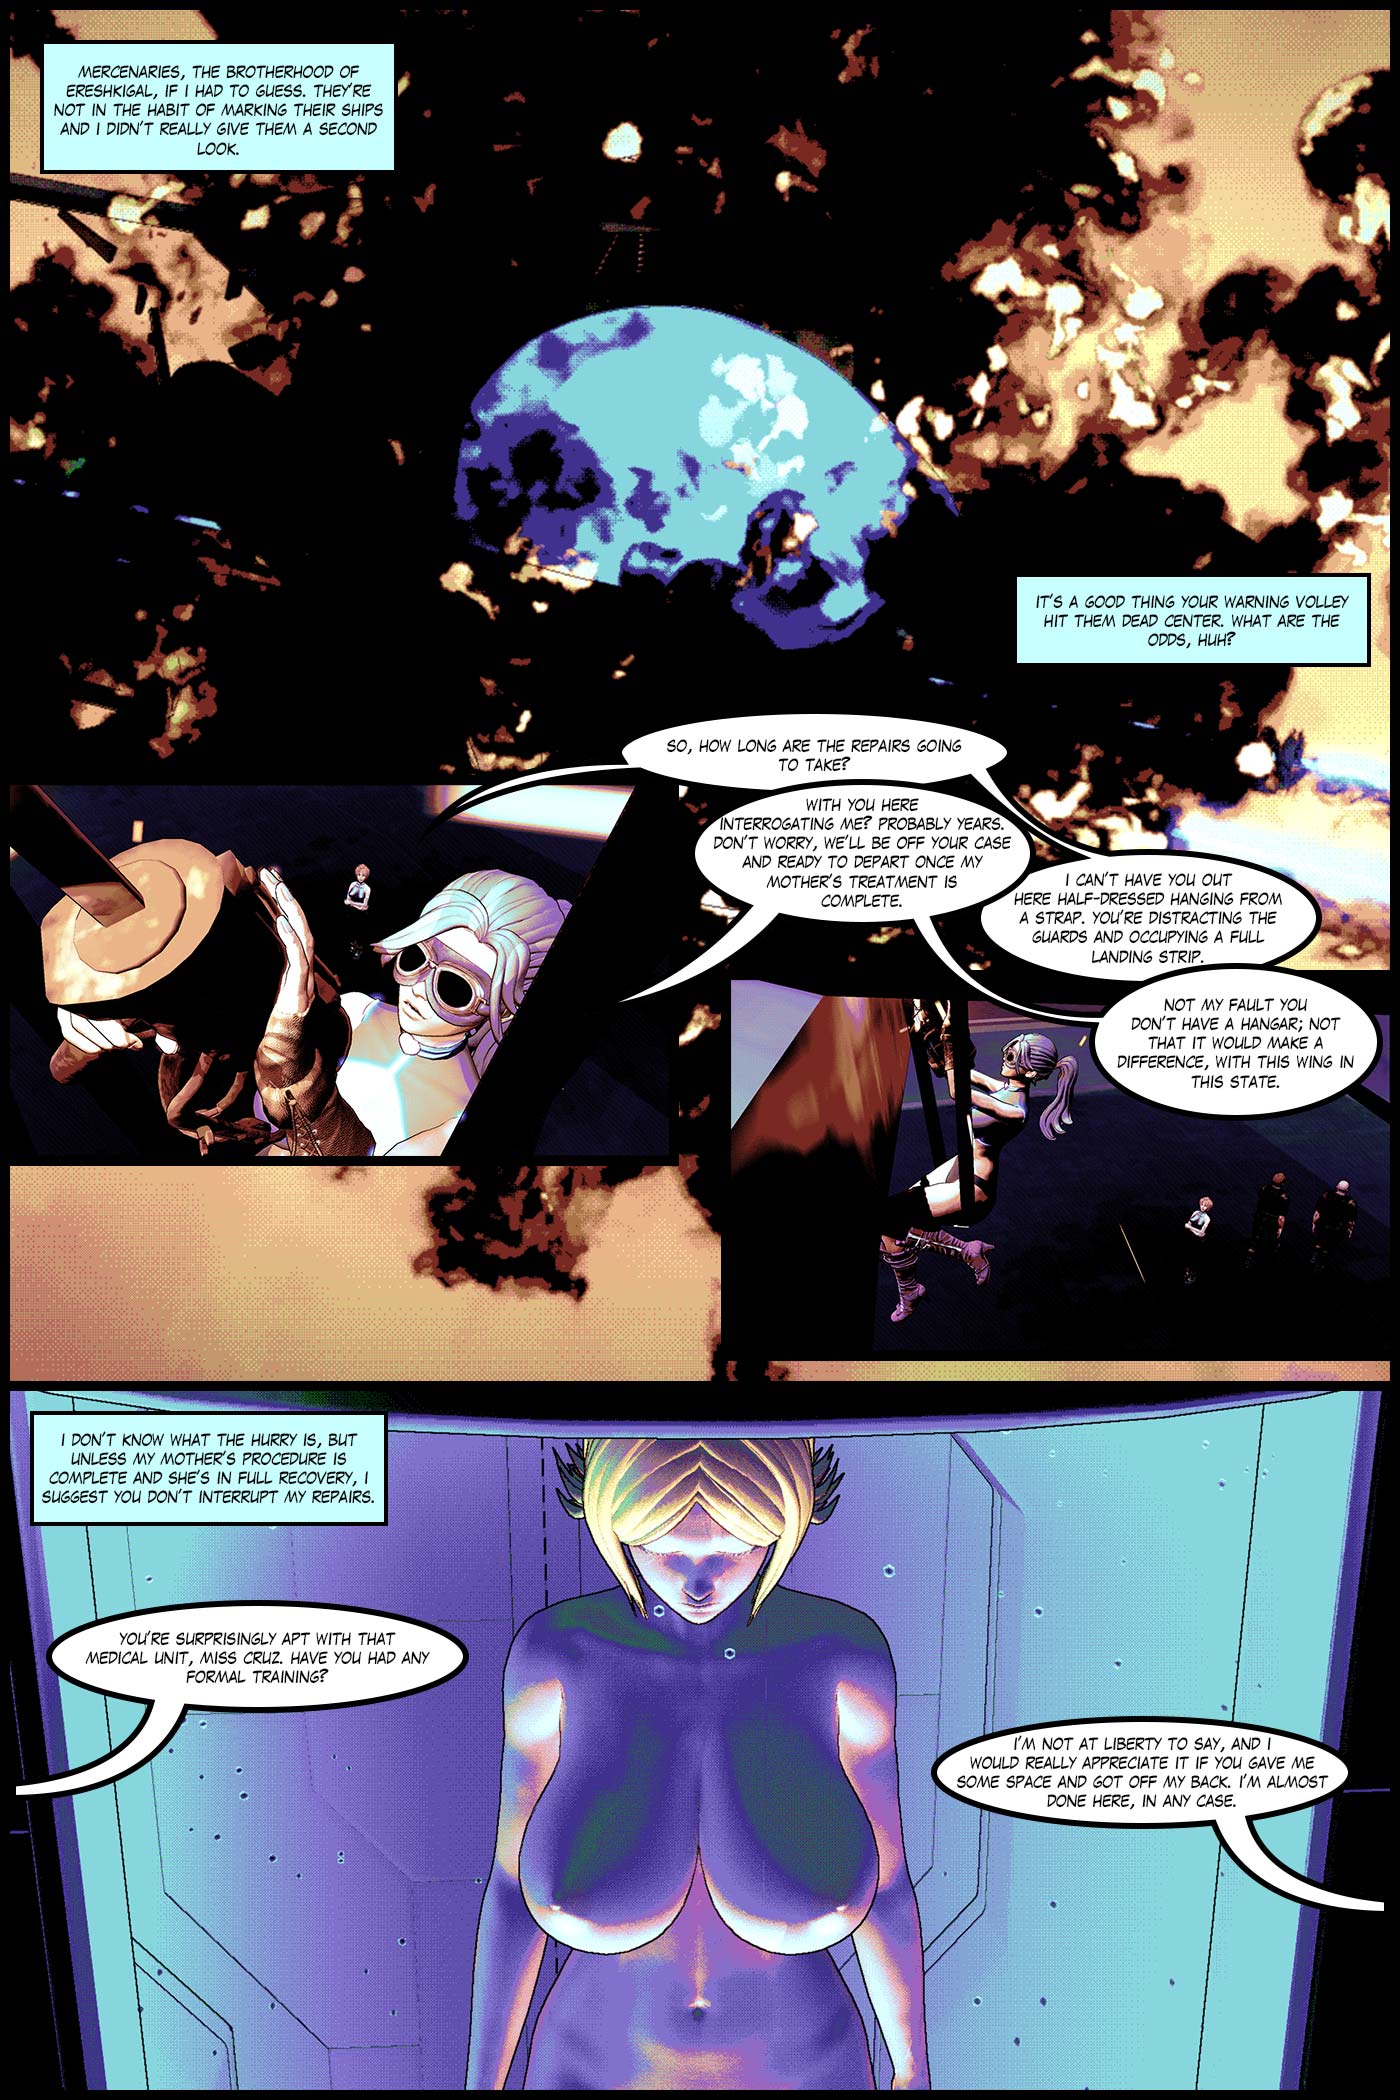 MERCENARIES, THE BROTHERHOOD OF
ERESHKIGAL, IF I HAD TO GUESS. THEY'RE
NOT IN THE HABIT OF MARKING THEIR SHIPS
AND I DIDN'T REALLY GIVE THEM A SECOND
LOOK.
IT'S A GOOD THING YOUR WARNING VOLLEY
HIT THEM DEAD CENTER. WHAT ARE THE
ODDS, HUH?
SO, HOW LONG ARE THE REPAIRS GOING
TO TAKE?
WITH YOU HERE
INTERROGATING ME? PROBABLY YEARS.
DON'T WORRY, WE'LL BE OFF YOUR CASE
AND READY TO DEPART ONCE MY
MOTHER'S TREATMENT IS
COMPLETE.
I CAN'T HAVE YOU OUT
HERE HALF-DRESSED HANGING FROM
A STRAP. YOU'RE DISTRACTING THE
GUARDS AND OCCUPYING A FULL
LANDING STRIP.
NOT MY FAULT YOU
DON'T HAVE A HANGAR; NOT
THAT IT WOULD MAKE A
DIFFERENCE, WITH THIS WING IN
THIS STATE.
I DON'T KNOW WHAT THE HURRY IS, BUT
UNLESS MY MOTHER'S PROCEDURE IS
COMPLETE AND SHE'S IN FULL RECOVERY, I
SUGGEST YOU DON'T INTERRUPT MY REPAIRS.
YOU'RE SURPRISINGLY APT WITH THAT
MEDICAL UNIT, MISS CRUZ. HAVE YOU HAD ANY
FORMAL TRAINING?
I'M NOT AT LIBERTY TO SAY, AND I
WOULD REALLY APPRECIATE IT IF YOU GAVE ME
SOME SPACE AND GOT OFF MY BACK. I'M ALMOST
DONE HERE, IN ANY CASE.